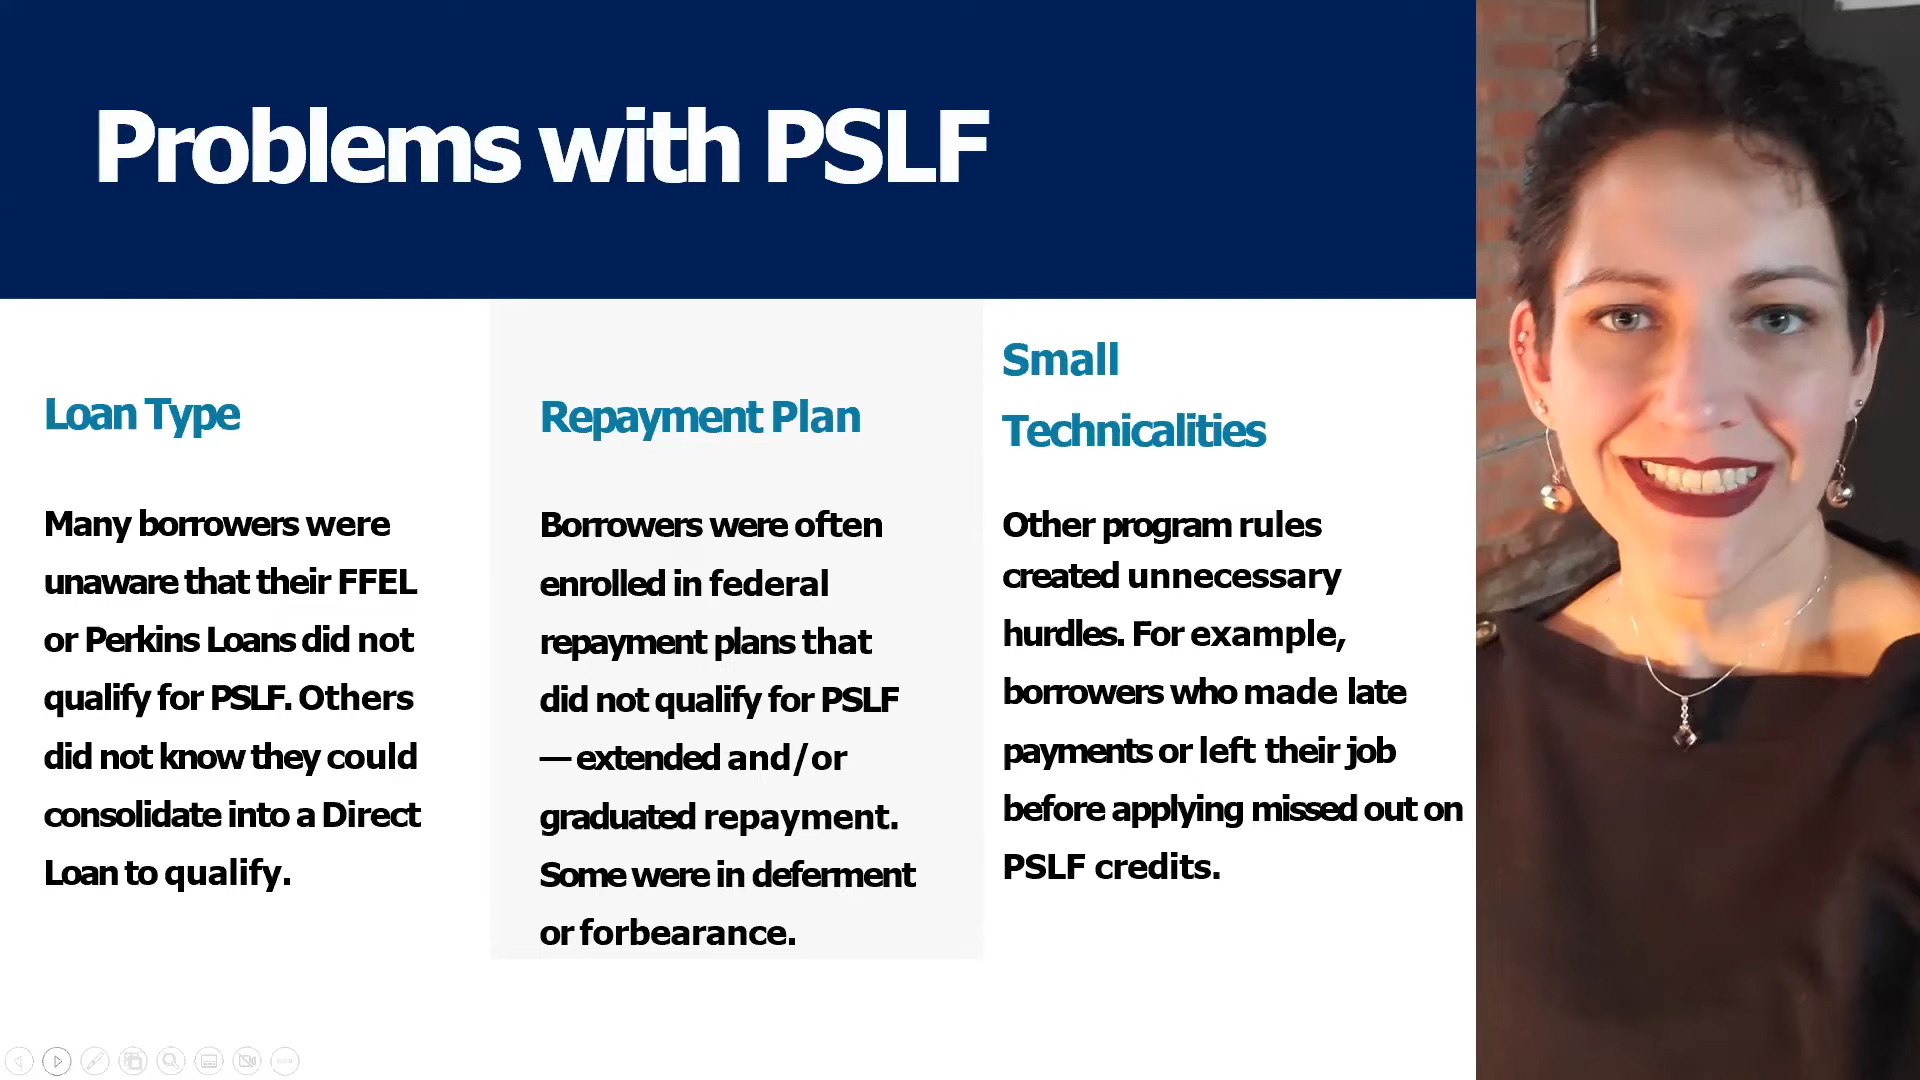 Problems with PSLF
Loan Type
Many borrowers were
unaware that their FFEL
or Perkins Loans did not
qualify for PSLF. Others
did not know they could
consolidate into a Direct
Loan to qualify.
Repayment Plan
Borrowers were often
enrolled in federal
repayment plans that
did not qualify for PSLF
— extended and/or
graduated repayment.
Some were in deferment
or forbearance.
Small
Technicalities
Other program rules
created unnecessary
hurdles. For example,
borrowers who made late
payments or left their job
before applying missed out on
PSLF credits.